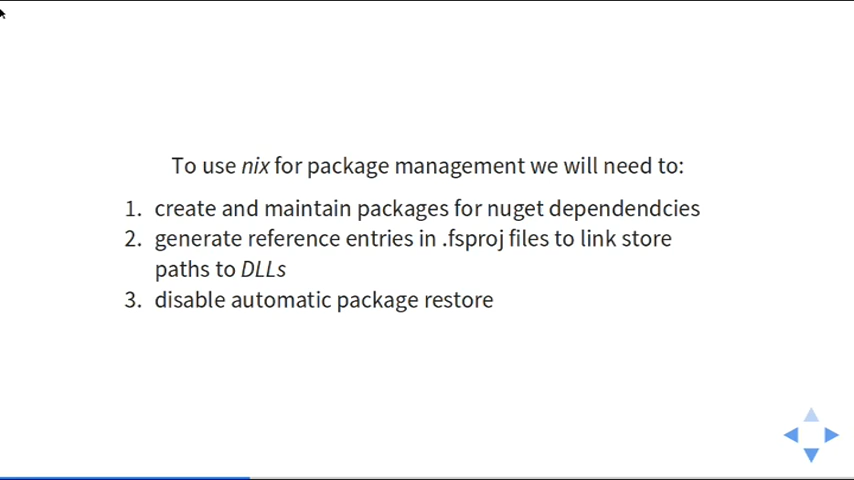 To use nix for package management we will need to:
1. create and maintain packages for nuget dependendcies
2. generate reference entries in .fsproj files to link store
paths to DLLs
3. disable automatic package restore